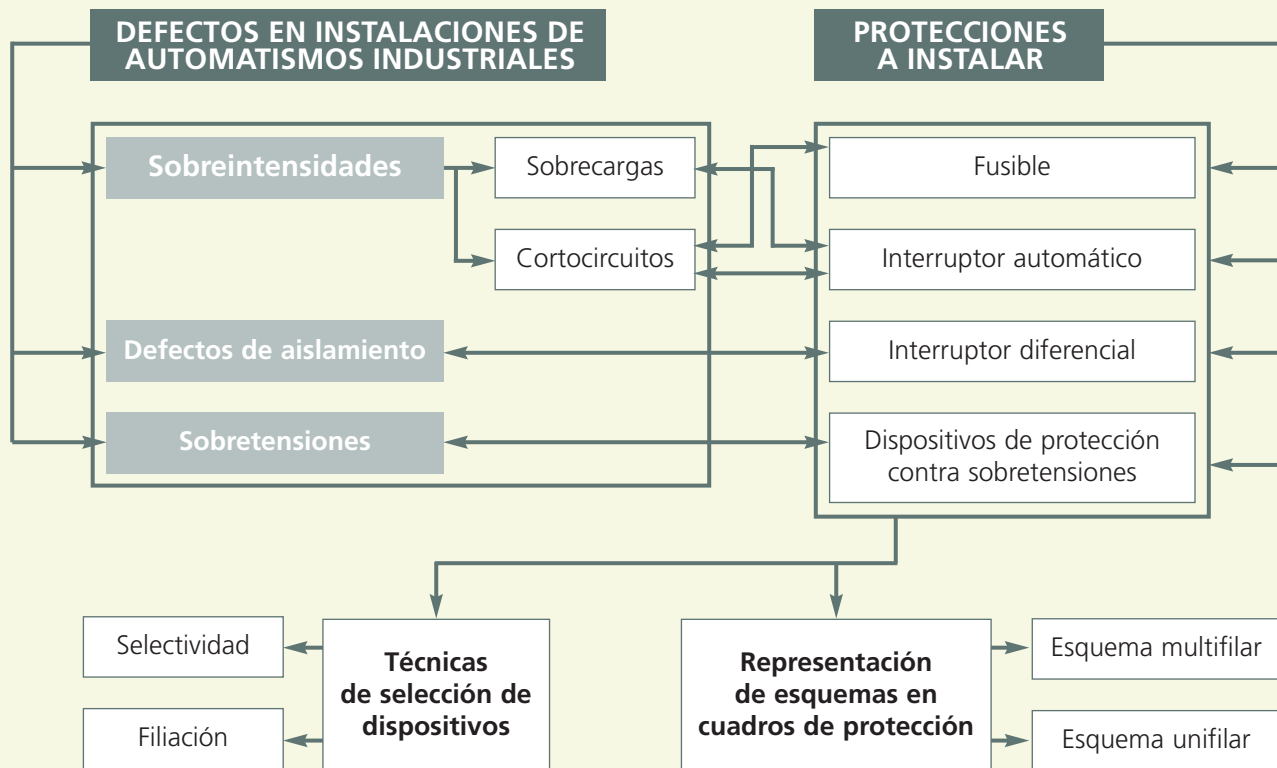 DEFECTOS EN INSTALACIONES DE
AUTOMATISMOS INDUSTRIALES
PROTECCIONES
A INSTALAR
Sobreintensidades
Sobrecargas
Cortocircuitos
Defectos de aislamiento
Sobretensiones
Fusible
Interruptor automático
Interruptor diferencial
Dispositivos de protección
contra sobretensiones
Selectividad
Filiación
Técnicas
de selección de
dispositivos
Representación
de esquemas en
cuadros de protección
Esquema multifilar
Esquema unifilar